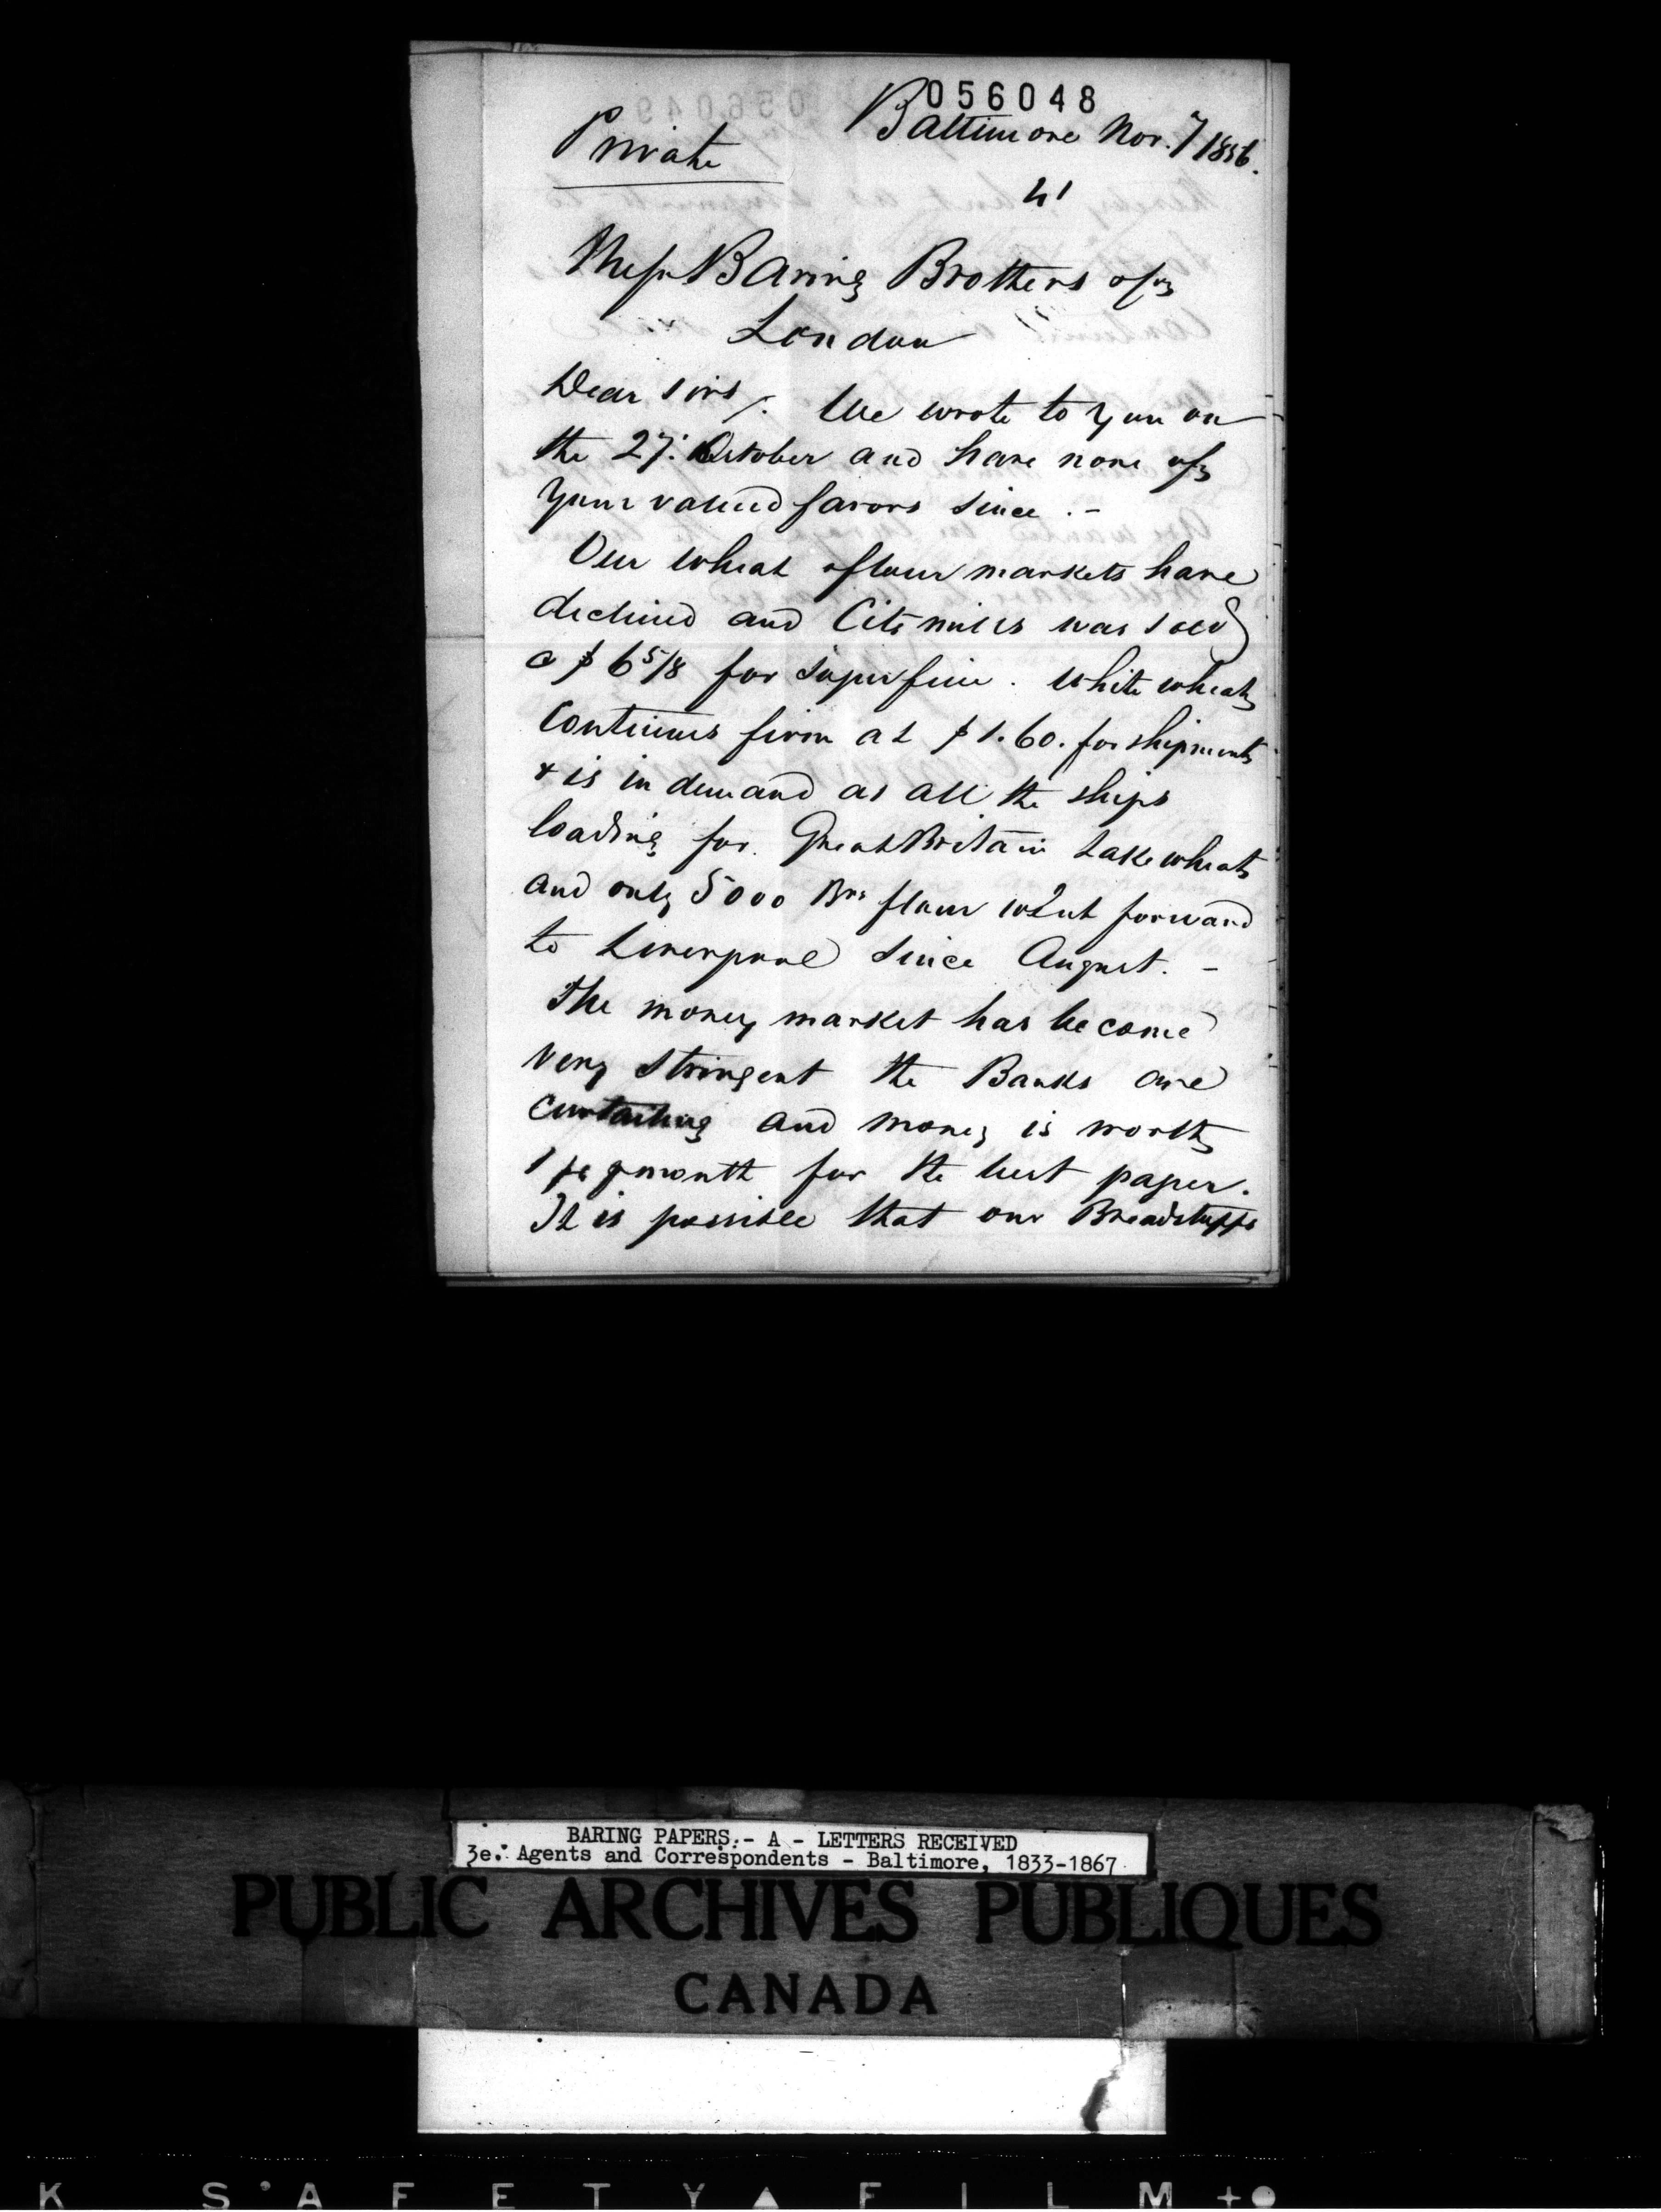 056048
Private
Baltimore Nov. 7 1856.
41
Messrs Baring Brothers & Co
London
Dear Sirs, We wrote to you on
the 27. October and have none of
your valued favors since. -
Our wheat & flour markets have
declined and City mills was sold
a $ 6 5/8 for superfine. White wheat
continues firm at $ 1.60. for shipment
& is in demand as all the ships
loading for Great Britain take wheat
and only 5000 Brs flour went forward
to Liverpool since August. -
The money market has become
very stringent the Banks are
curtailing and money is worth
1 month for the best paper.
It is possible that our Breadstuffs
BARING PAPERS.- A - LETTERS RECEIVED
3e. Agents and Correspondents - Baltimore, 1833-1867
PUBLIC ARCHIVES PUBLIQUES
CANADA
K SAFETY FILM